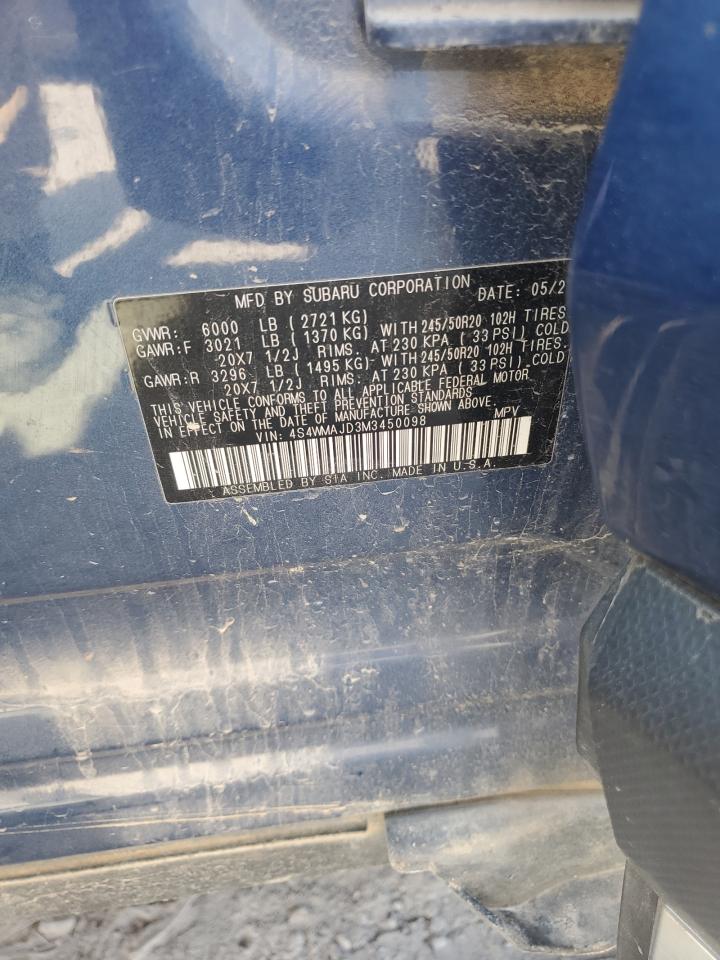 MFD BY SUBARU CORPORATION DATE: 05/2
GVWR: 6000 LB ( 2721 KG)
GAWR:F 3021 LB ( 1370 KG) WITH 245/50R20 102H TIRES,
20X7 1/2J RIMS. AT 230 KPA ( 33 PSI) COLD
GAWR:R 3296 LB ( 1495 KG) WITH 245/50R20 102H TIRES,
20X7 1/2J RIMS. AT 230 KPA ( 33 PSI) COLD
THIS VEHICLE CONFORMS TO ALL APPLICABLE FEDERAL MOTOR
VEHICLE SAFETY AND THEFT PREVENTION STANDARDS
IN EFFECT ON THE DATE OF MANUFACTURE SHOWN ABOVE.
VIN: 4S4WMAJD3M3450098 MPV
ASSEMBLED BY SIA INC. MADE IN U.S.A.